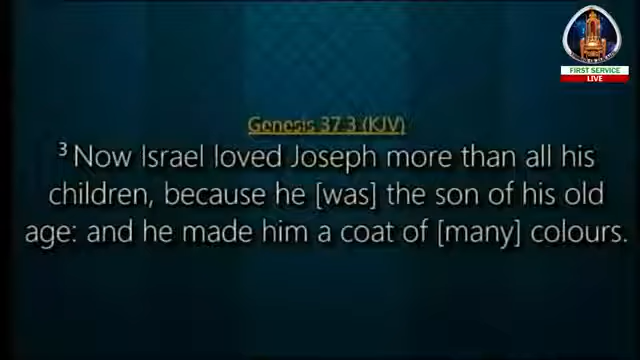 FIRST SERVICE
LIVE
Genesis 37:3 (KJV)
³ Now Israel loved Joseph more than all his
children, because he [was] the son of his old
age: and he made him a coat of [many] colours.